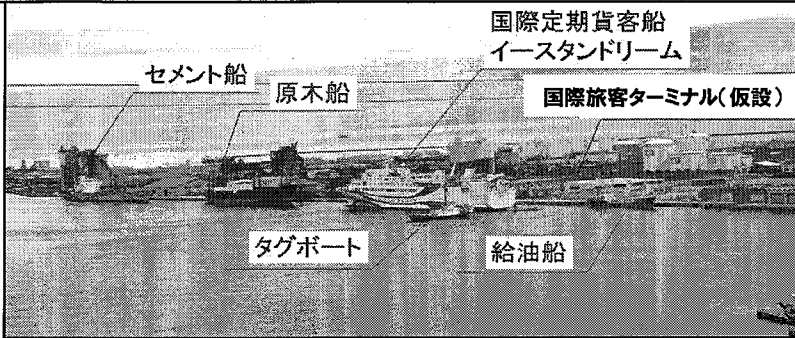 国際定期貨客船
イースタンドリーム
セメント船
原木船
国際旅客ターミナル(仮設)
タグボート
給油船